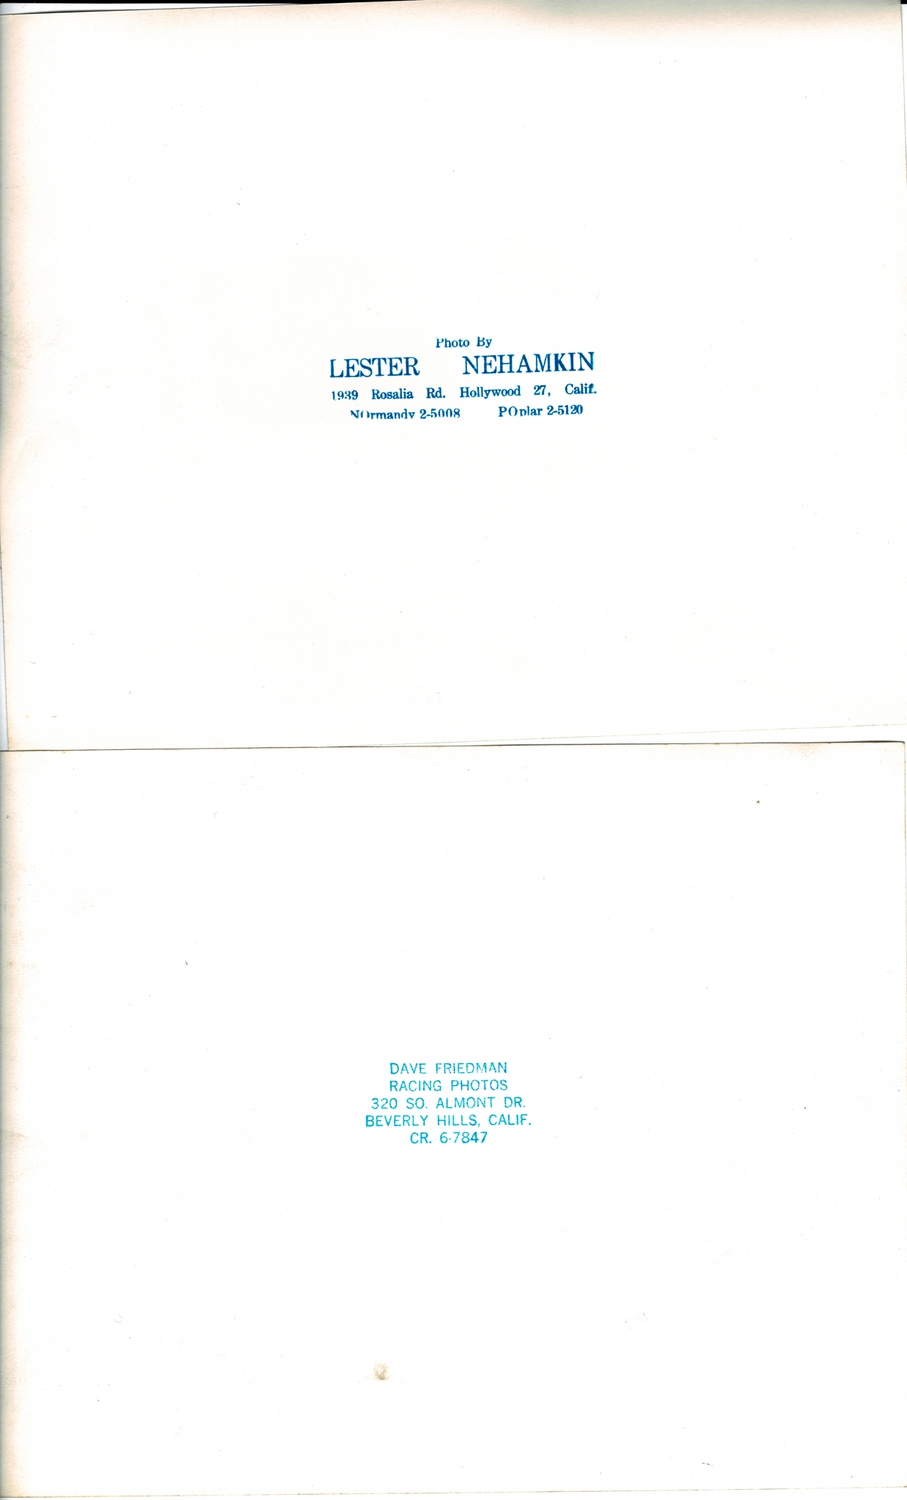 Photo By
LESTER NEHAMKIN
1939 Rosalia Rd. Hollywood 27, Calif.
NOrmandy 2-5008 POplar 2-5120
DAVE FRIEDMAN
RACING PHOTOS
320 SO. ALMONT DR.
BEVERLY HILLS, CALIF.
CR. 6-7847